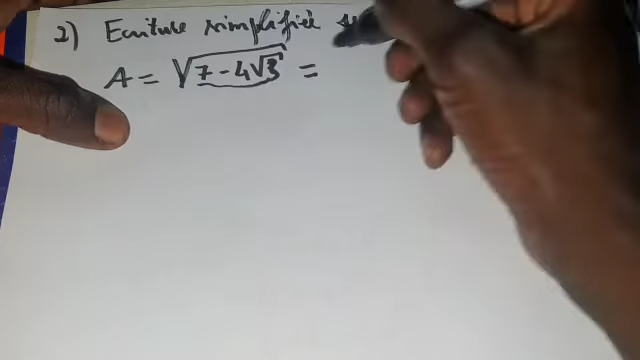 2) Ecriture simplifiée
A = √(7 - 4√3) =